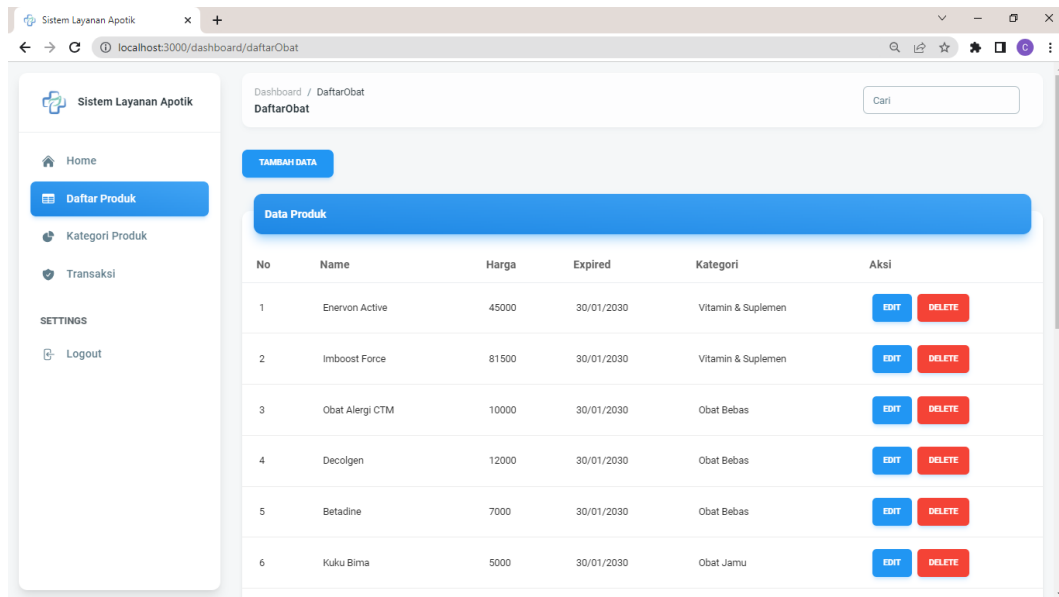 Sistem Layanan Apotik
localhost:3000/dashboard/daftarObat
C
Sistem Layanan Apotik
Home
Daftar Produk
Kategori Produk
Transaksi
SETTINGS
Logout
Dashboard / DaftarObat
DaftarObat
Cari
TAMBAH DATA
Data Produk
No Name Harga Expired Kategori Aksi
1 Enervon Active 45000 30/01/2030 Vitamin & Suplemen EDIT DELETE
2 Imboost Force 81500 30/01/2030 Vitamin & Suplemen EDIT DELETE
3 Obat Alergi CTM 10000 30/01/2030 Obat Bebas EDIT DELETE
4 Decolgen 12000 30/01/2030 Obat Bebas EDIT DELETE
5 Betadine 7000 30/01/2030 Obat Bebas EDIT DELETE
6 Kuku Bima 5000 30/01/2030 Obat Jamu EDIT DELETE